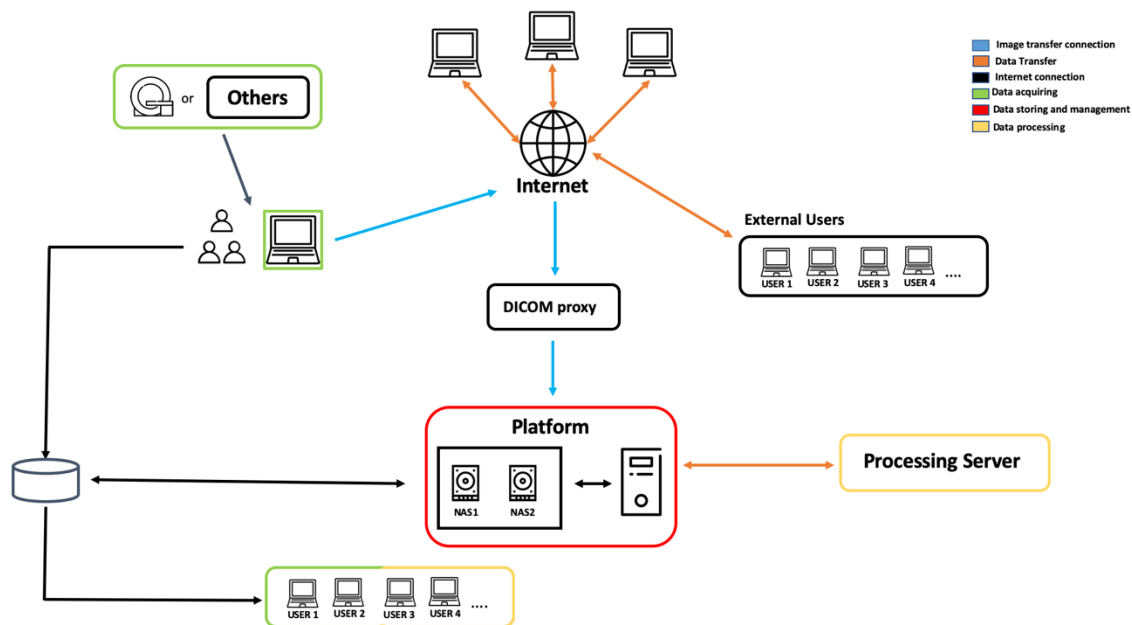 Image transfer connection
Data Transfer
Internet connection
Data acquiring
Data storing and management
Data processing
or
Others
Internet
External Users
USER 1 USER 2 USER 3 USER 4 ....
DICOM proxy
Platform
NAS1 NAS2
Processing Server
USER 1 USER 2 USER 3 USER 4 ....